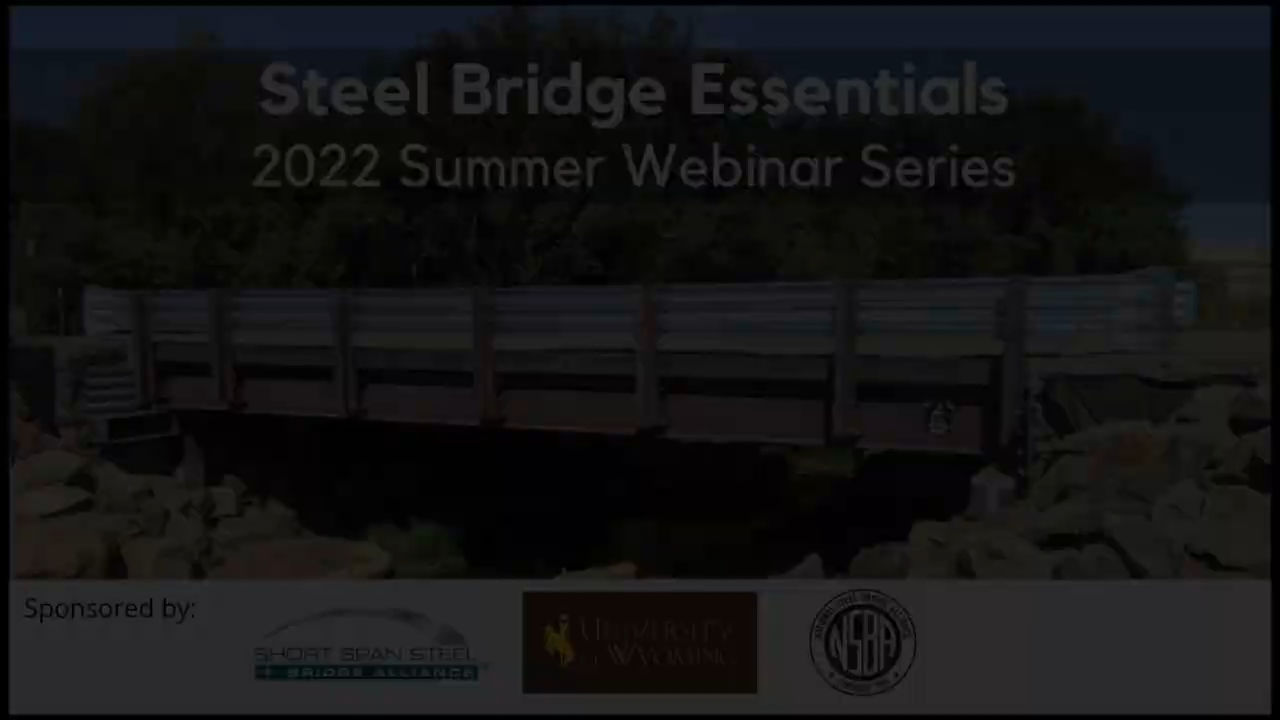 Steel Bridge Essentials
2022 Summer Webinar Series
Sponsored by:
SHORT SPAN STEEL
BRIDGE ALLIANCE
UNIVERSITY
OF WYOMING
NSBA